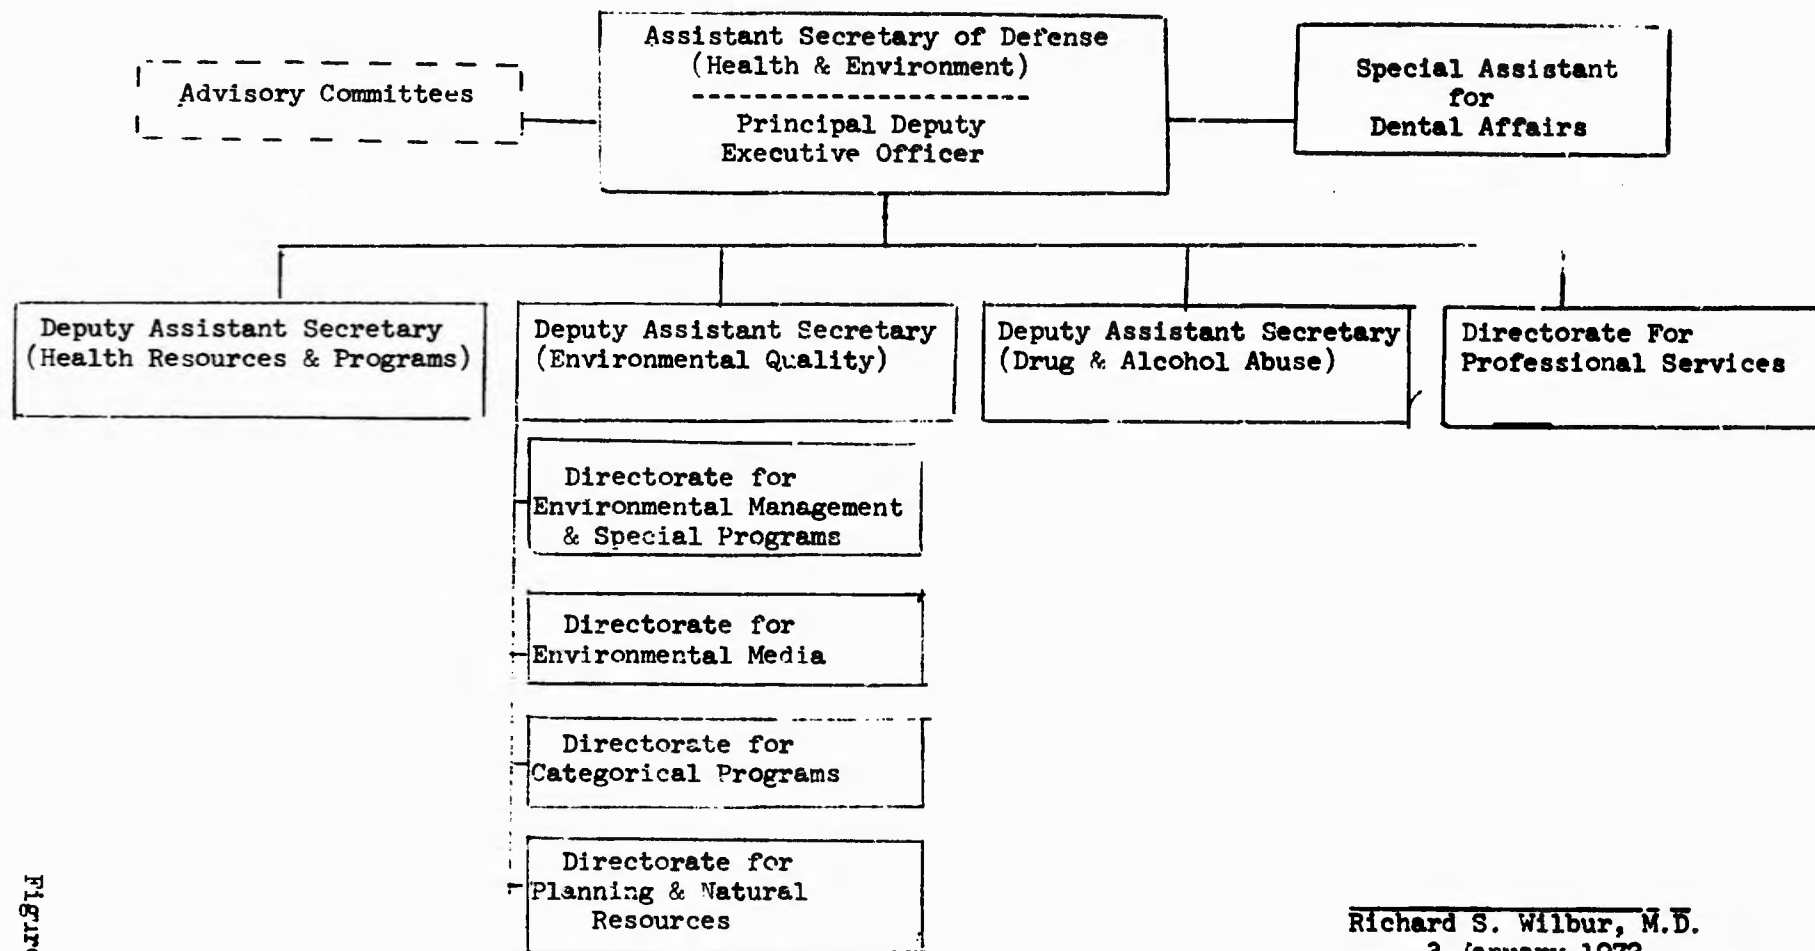 Assistant Secretary of Defense
(Health & Environment)
Principal Deputy
Executive Officer
Advisory Committees
Special Assistant
for
Dental Affairs
Deputy Assistant Secretary
(Health Resources & Programs)
Deputy Assistant Secretary
(Environmental Quality)
Deputy Assistant Secretary
(Drug & Alcohol Abuse)
Directorate For
Professional Services
Directorate for
Environmental Management
& Special Programs
Directorate for
Environmental Media
Directorate for
Categorical Programs
Directorate for
Planning & Natural
Resources
Figure
Richard S. Wilbur, M.D.
3 January